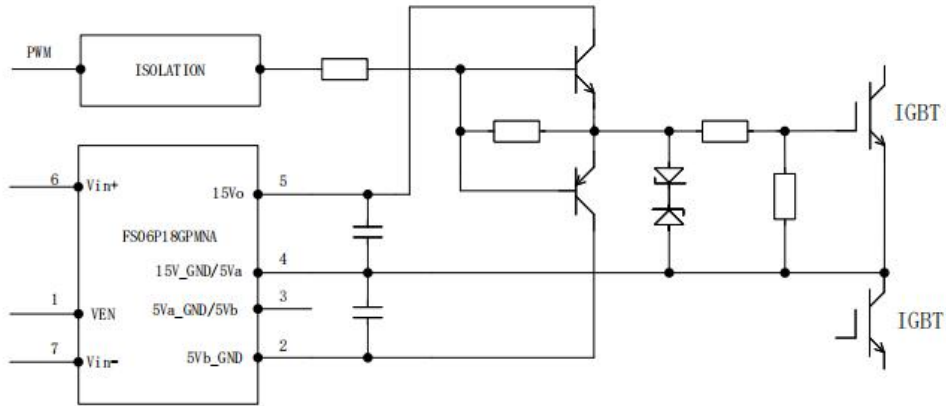 PWM
ISOLATION
IGBT
6
Vin+
15Vo
5
FS06P18GPMNA
15V_GND/5Va
4
1
VEN
5Va_GND/5Vb
3
IGBT
7
Vin-
5Vb_GND
2